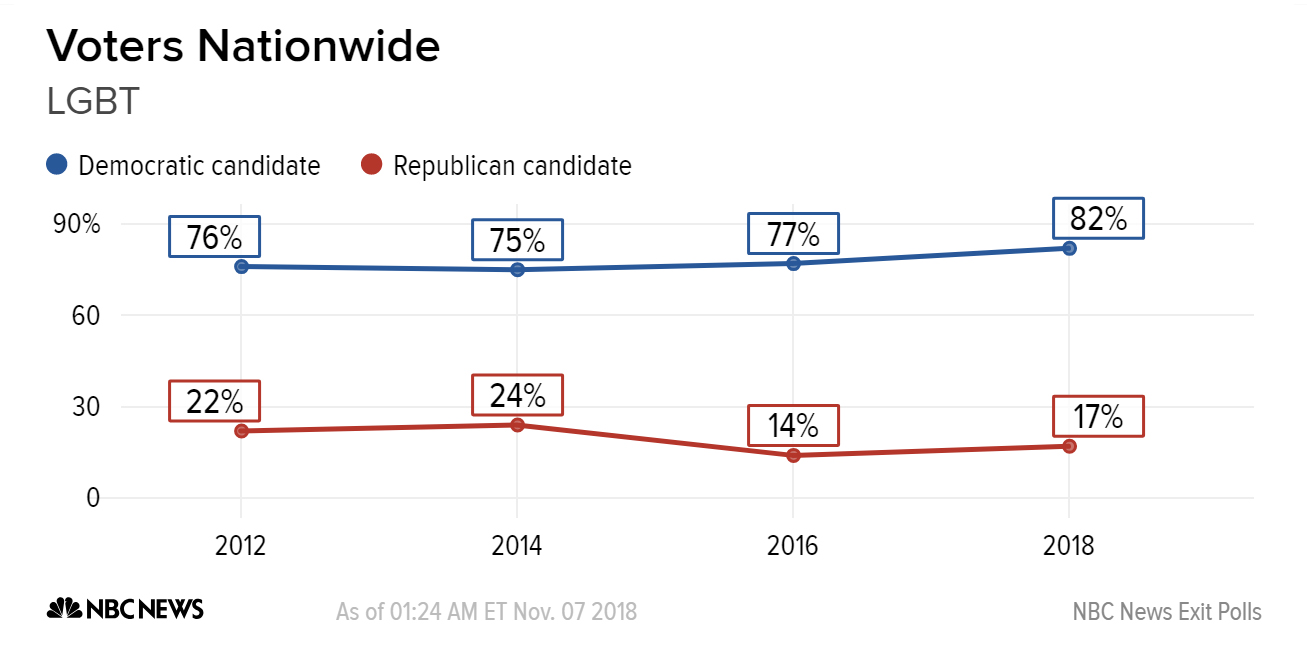 Voters Nationwide
LGBT
Democratic candidate Republican candidate
90%
60
30
0
76% 75% 77% 82%
22% 24% 14% 17%
2012 2014 2016 2018
NBC NEWS As of 01:24 AM ET Nov. 07 2018 NBC News Exit Polls